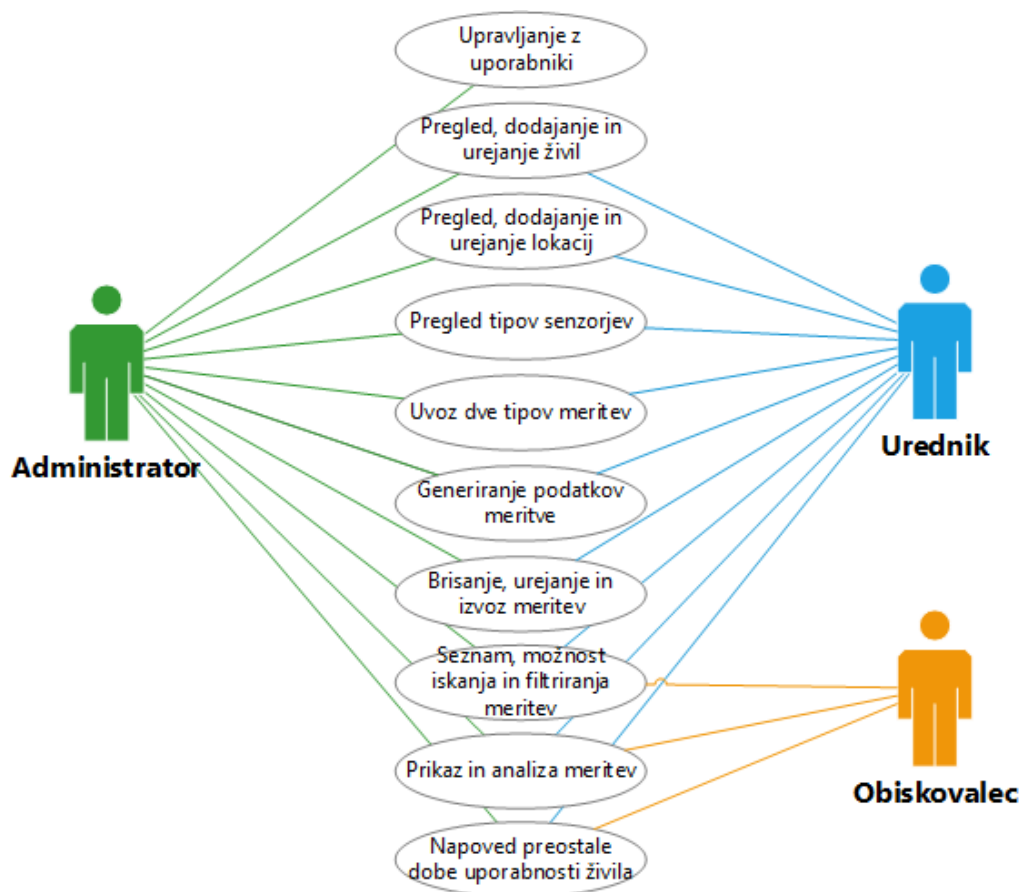 Upravljanje z
uporabniki
Pregled, dodajanje in
urejanje živil
Pregled, dodajanje in
urejanje lokacij
Pregled tipov senzorjev
Uvoz dve tipov meritev
Generiranje podatkov
meritve
Brisanje, urejanje in
izvoz meritev
Seznam, možnost
iskanja in filtriranja
meritev
Prikaz in analiza meritev
Napoved preostale
dobe uporabnosti živila
Administrator
Urednik
Obiskovalec